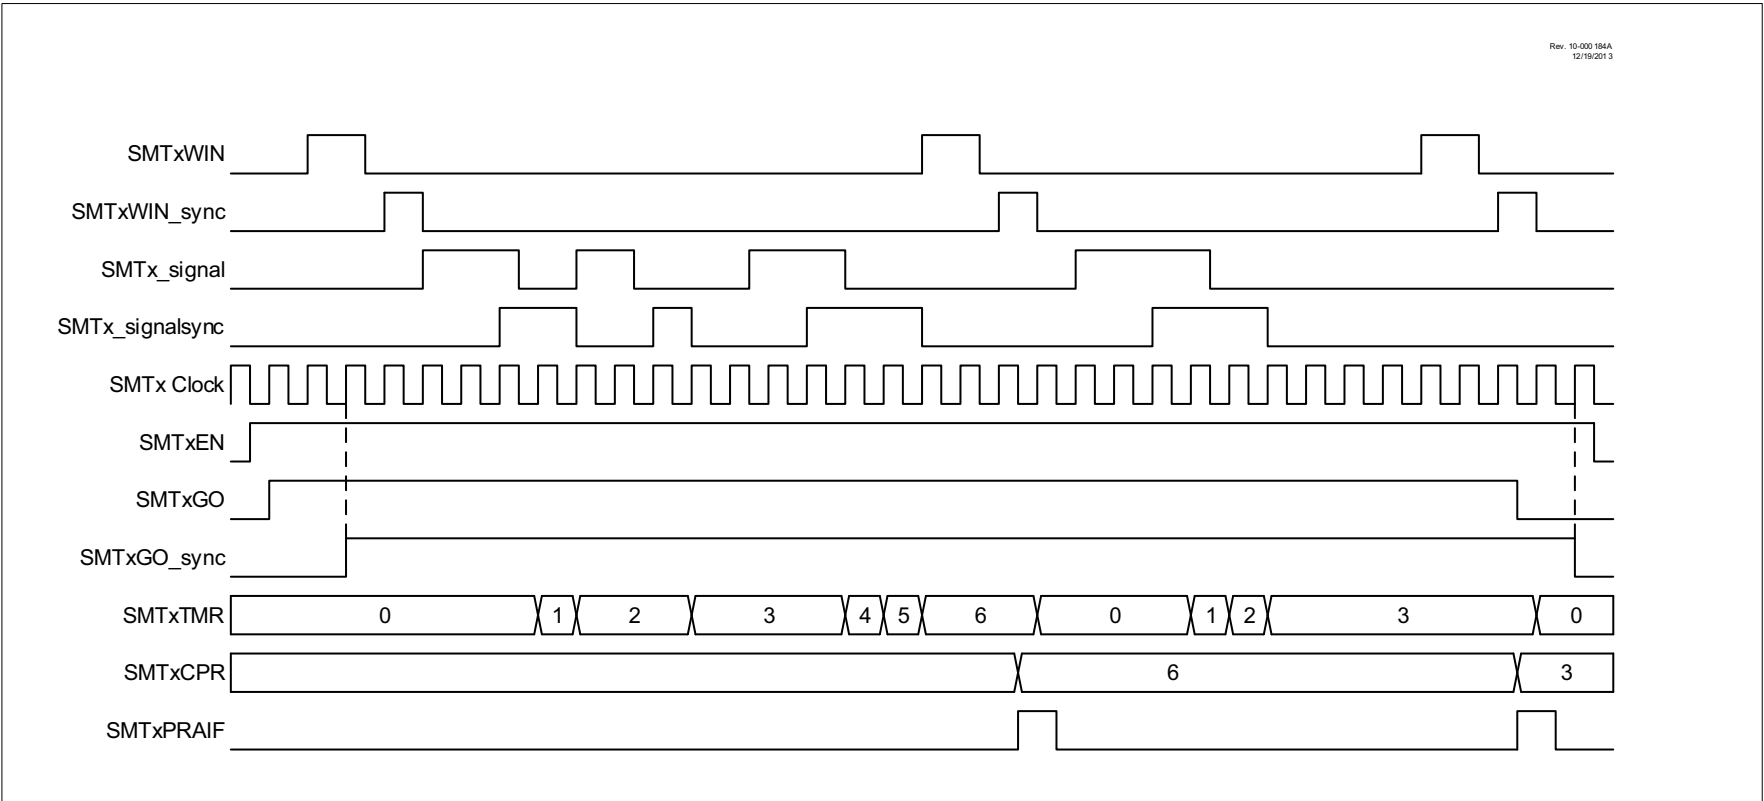 Rev. 10-000 184A
12/19/201 3
SMTxWIN
SMTxWIN_sync
SMTx_signal
SMTx_signalsync
SMTx Clock
SMTxEN
SMTxGO
SMTxGO_sync
SMTxTMR 0 1 2 3 4 5 6 0 1 2 3 0
SMTxCPR 6 3
SMTxPRAIF